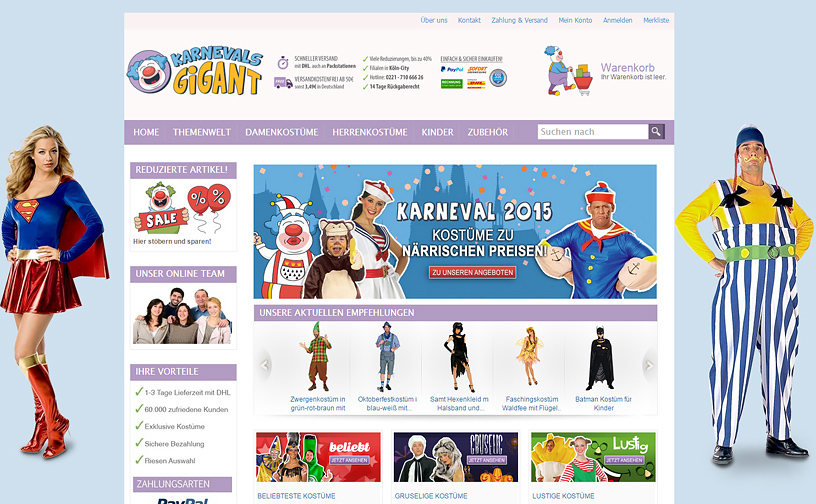 Über uns Kontakt Zahlung & Versand Mein Konto Anmelden Merkliste
KARNEVALS
GiGANT
SCHNELLER VERSAND
mit DHL, auch an Packstationen
VERSANDKOSTENFREI AB 50€
sonst 3,49€ in Deutschland
Viele Reduzierungen, bis zu 40%
Filialen in Köln-City
Hotline: 0221 - 710 666 26
14 Tage Rückgaberecht
EINFACH & SICHER EINKAUFEN!
PayPal SOFORT
RECHNUNG DHL
Warenkorb
Ihr Warenkorb ist leer.
HOME THEMENWELT DAMENKOSTÜME HERRENKOSTÜME KINDER ZUBEHÖR
Suchen nach
REDUZIERTE ARTIKEL!
SALE % %
Hier stöbern und sparen!
UNSER ONLINE TEAM
IHRE VORTEILE
1-3 Tage Lieferzeit mit DHL
60.000 zufriedene Kunden
Exklusive Kostüme
Sichere Bezahlung
Riesen Auswahl
ZAHLUNGSARTEN
PayPal
KARNEVAL 2015
KOSTÜME ZU
NÄRRISCHEN PREISEN!
ZU UNSEREN ANGEBOTEN
UNSERE AKTUELLEN EMPFEHLUNGEN
Zwergenkostüm in
grün-rot-braun mit
Oktoberfestkostüm i
blau-weiß mit...
Samt Hexenkleid m
Halsband und...
Faschingskostüm
Waldfee mit Flügel..
Batman Kostüm für
Kinder
beliebt
JETZT ANSEHEN
BELIEBTESTE KOSTÜME
GRUSELIG
JETZT ANSEHEN
GRUSELIGE KOSTÜME
Lustig
JETZT ANSEHEN
LUSTIGE KOSTÜME